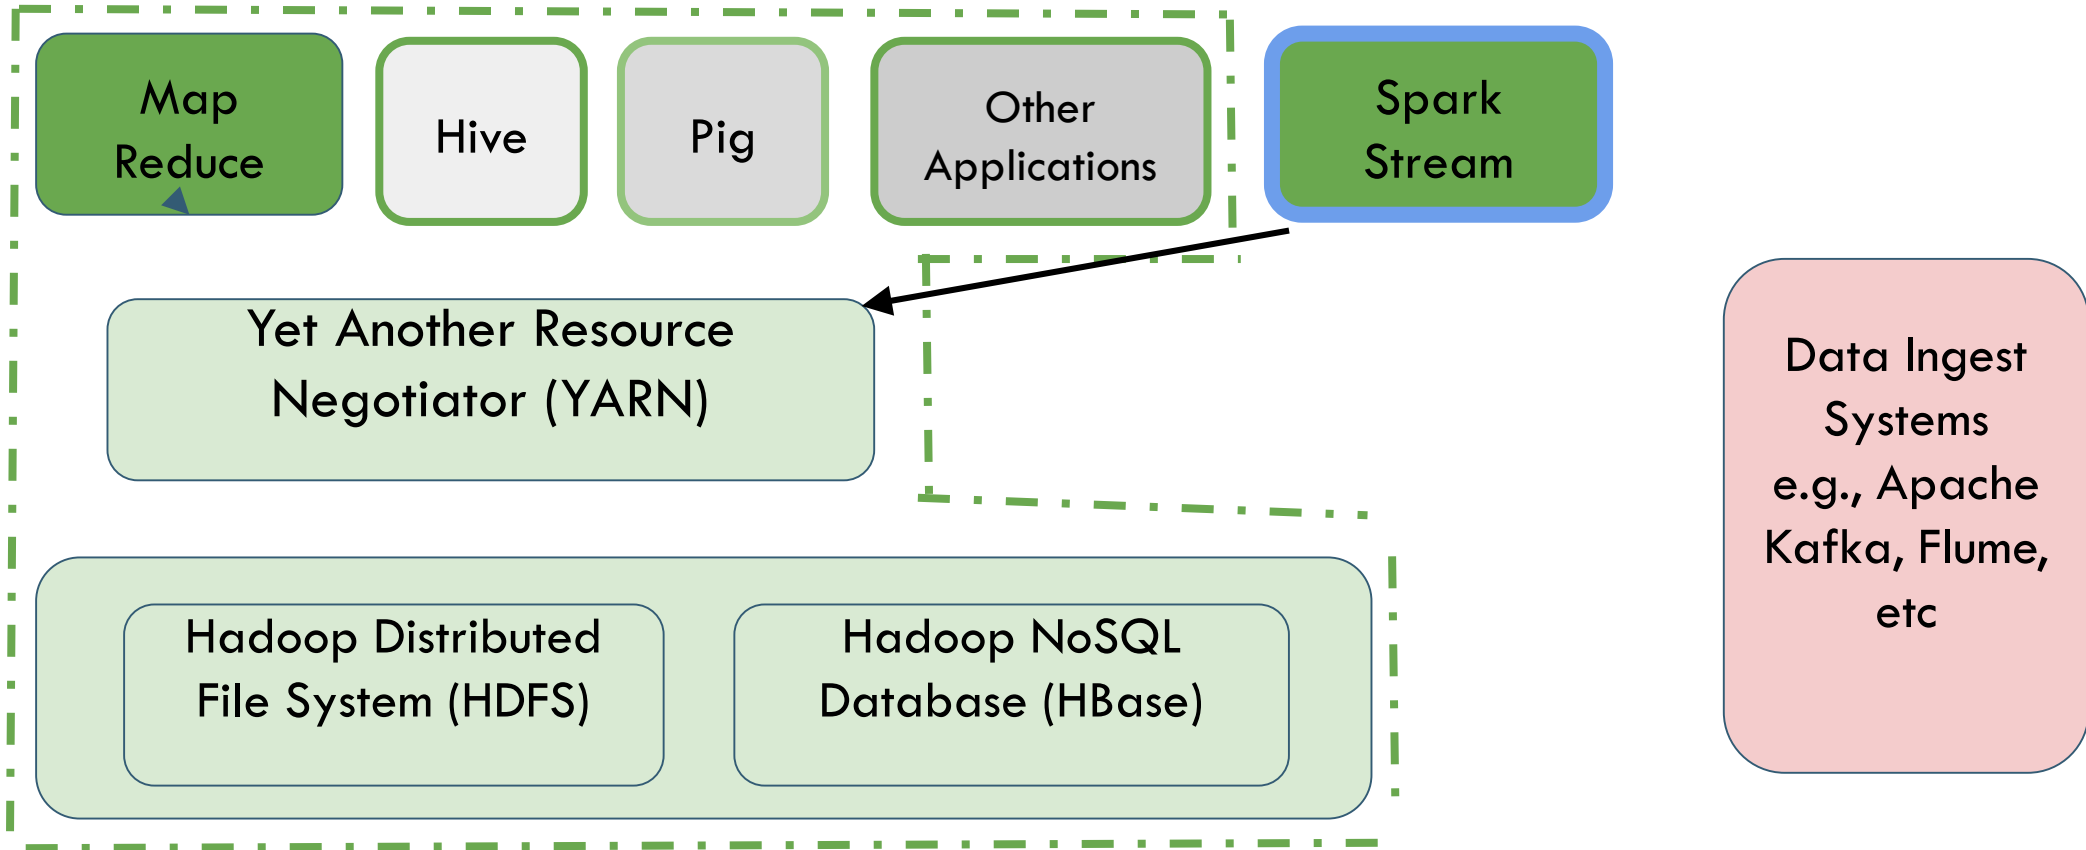 Map
Reduce
Hive
Pig
Other
Applications
Spark
Stream
Yet Another Resource
Negotiator (YARN)
Data Ingest
Systems
e.g., Apache
Kafka, Flume,
etc
Hadoop Distributed
File System (HDFS)
Hadoop NoSQL
Database (HBase)